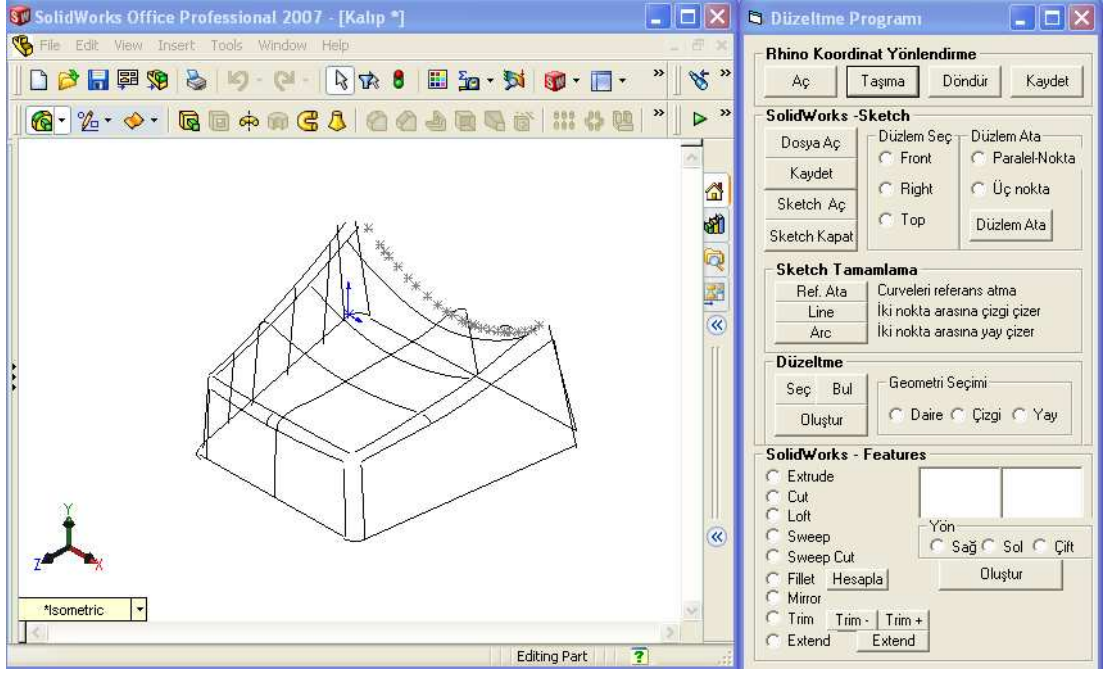 SolidWorks Office Professional 2007 - [Kalıp *]
File Edit View Insert Tools Window Help
Y
Z X
*Isometric
Editing Part
Düzeltme Programı
Rhino Koordinat Yönlendirme
Aç Taşıma Döndür Kaydet
SolidWorks -Sketch
Dosya Aç
Kaydet
Sketch Aç
Sketch Kapat
Düzlem Seç
Front
Right
Top
Düzlem Ata
Paralel-Nokta
Üç nokta
Düzlem Ata
Sketch Tamamlama
Ref. Ata Curveleri referans atma
Line İki nokta arasına çizgi çizer
Arc İki nokta arasına yay çizer
Düzeltme
Seç Bul
Oluştur
Geometri Seçimi
Daire Çizgi Yay
SolidWorks - Features
Extrude
Cut
Loft
Sweep
Sweep Cut
Fillet Hesapla
Mirror
Trim Trim - Trim +
Extend Extend
Yön
Sağ Sol Çift
Oluştur